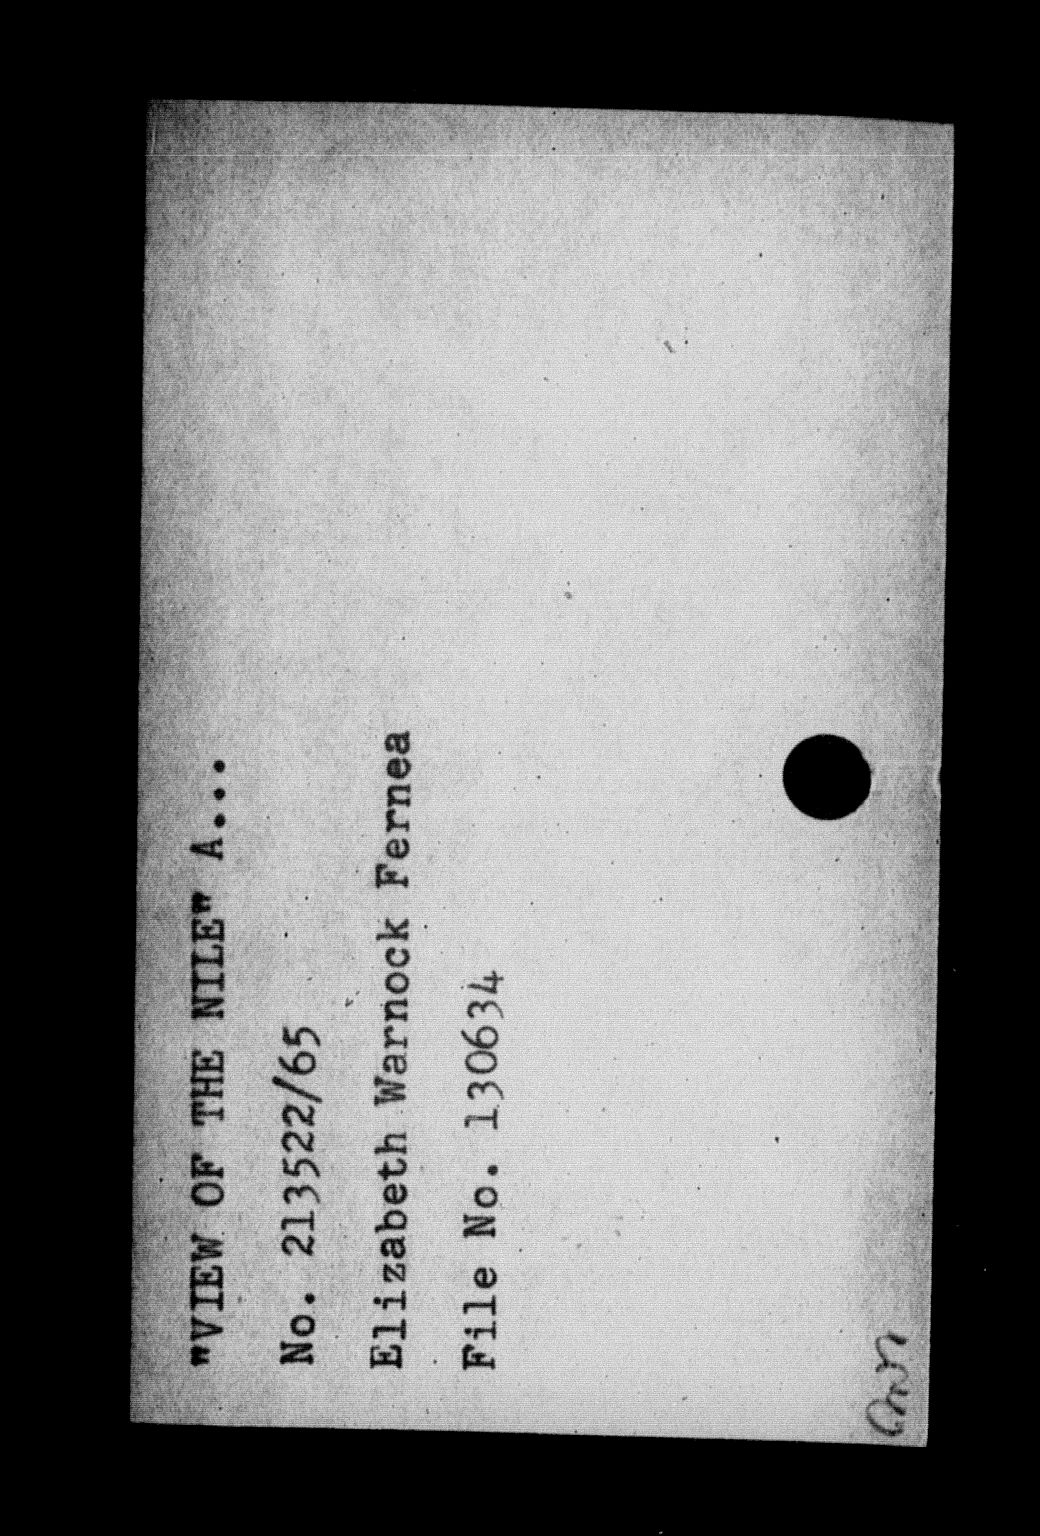 "VIEW OF THE NILE" A...
No. 213522/65
Elizabeth Warnock Fernea
File No. 130634